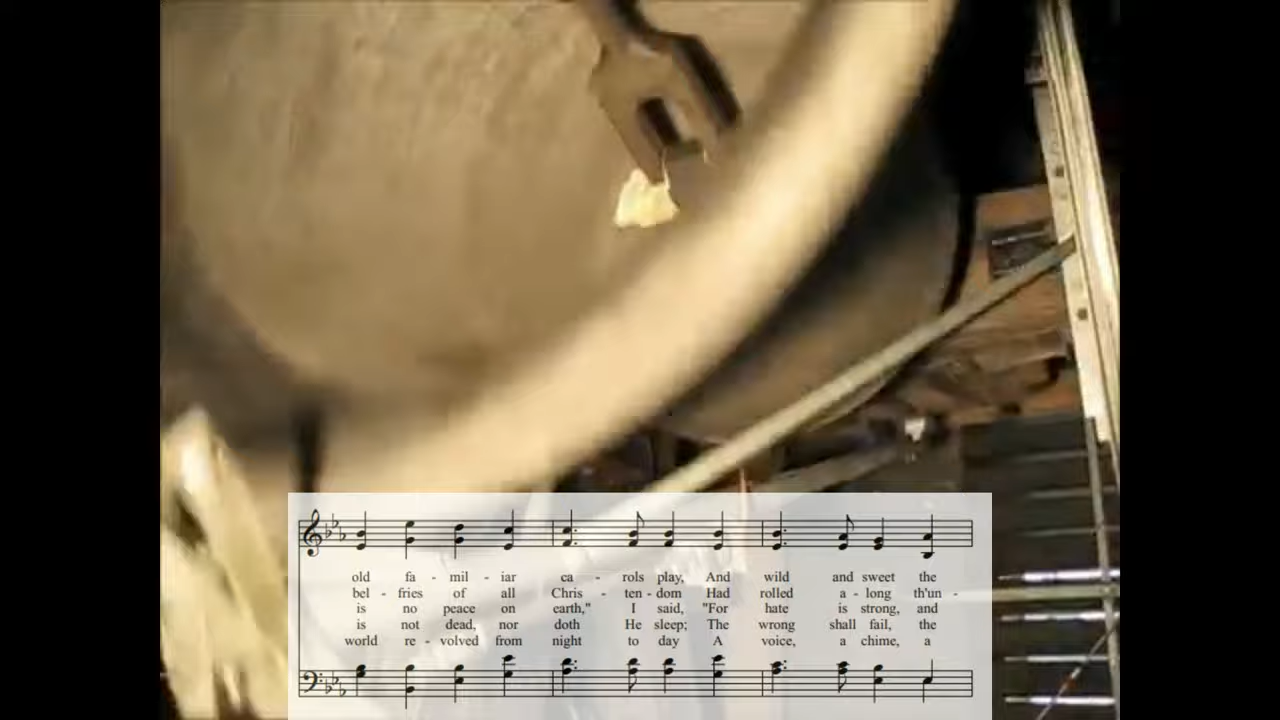 old fa - mil - iar ca - rols play, And wild and sweet the
bel - fries of all Chris - ten - dom Had rolled a - long th'un -
is no peace on earth," I said, "For hate is strong, and
is not dead, nor doth He sleep; The wrong shall fail, the
world re - volved from night to day A voice, a chime, a